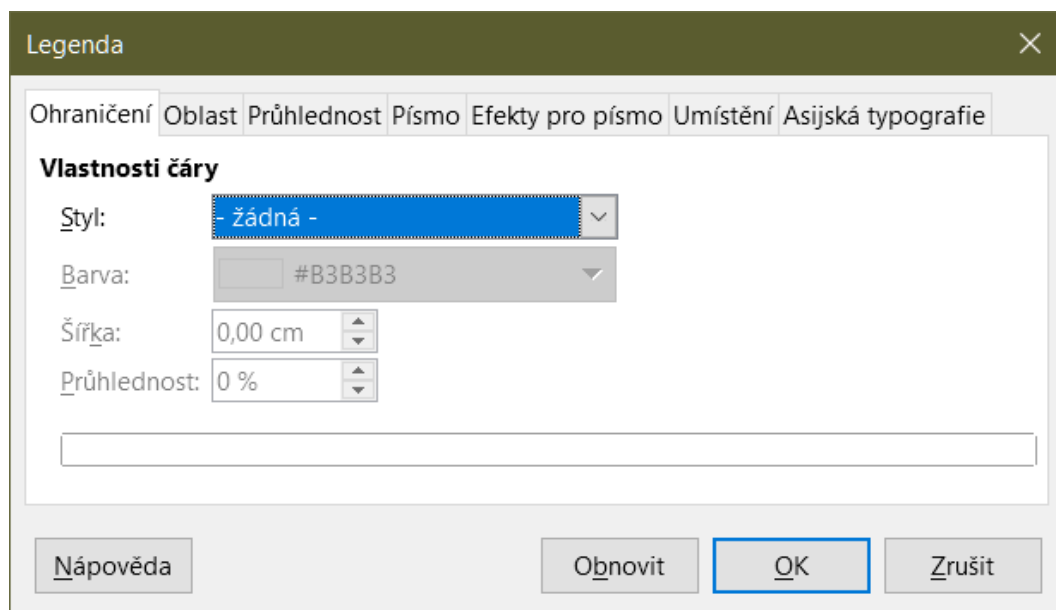 Legenda
Ohraničení Oblast Průhlednost Písmo Efekty pro písmo Umístění Asijská typografie
Vlastnosti čáry
Styl: - žádná -
Barva: #B3B3B3
Šířka: 0,00 cm
Průhlednost: 0 %
Nápověda Obnovit OK Zrušit